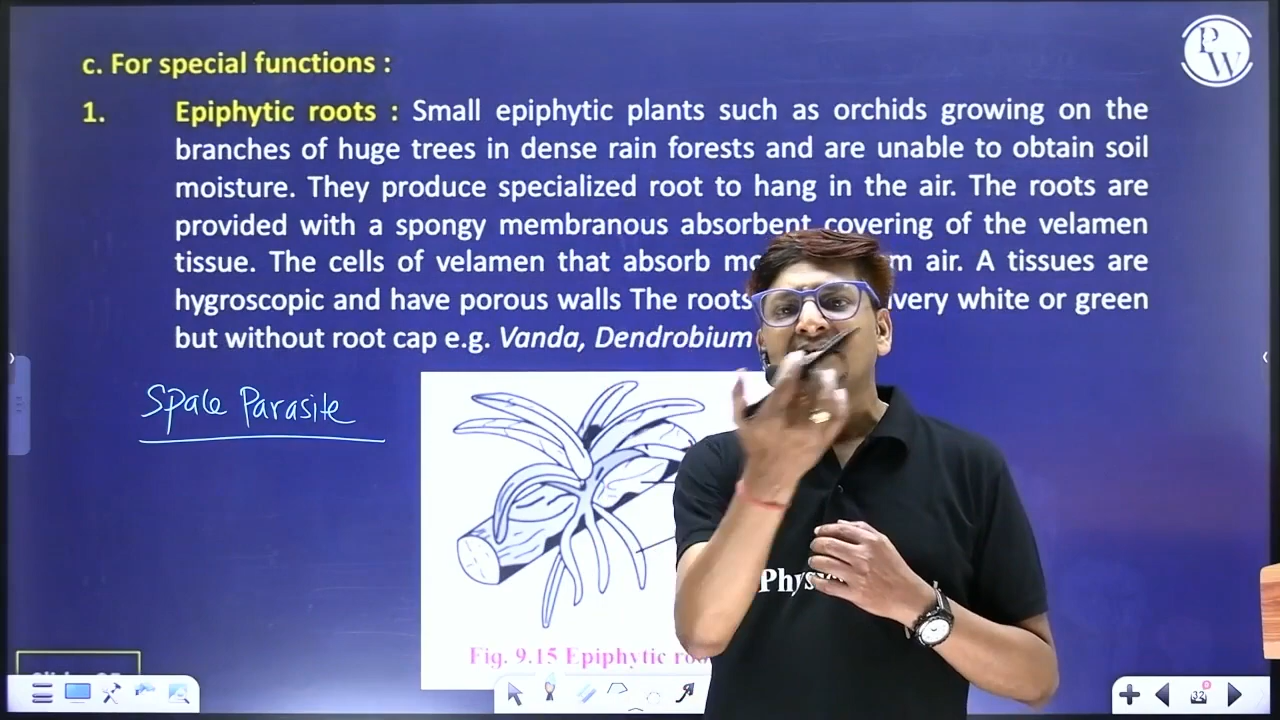 c. For special functions :
1. Epiphytic roots : Small epiphytic plants such as orchids growing on the
branches of huge trees in dense rain forests and are unable to obtain soil
moisture. They produce specialized root to hang in the air. The roots are
provided with a spongy membranous absorbent covering of the velamen
tissue. The cells of velamen that absorb air. A tissues are
hygroscopic and have porous walls The roots white or green
but without root cap e.g. Vanda, Dendrobium
Space Parasite
Fig. 9.15 Epiphytic
PW
Physi
32